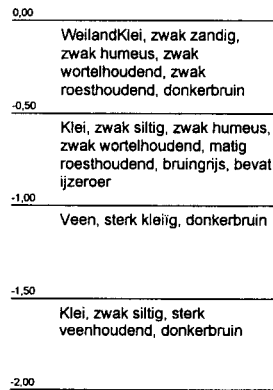 0,00
WeilandKlei, zwak zandig,
zwak humeus, zwak
wortelhoudend, zwak
roesthoudend, donkerbruin
-0,50
Klei, zwak siltig, zwak humeus,
zwak wortelhoudend, matig
roesthoudend, bruingrijs, bevat
ijzeroer
-1,00
Veen, sterk kleiïg, donkerbruin
-1,50
Klei, zwak siltig, sterk
veenhoudend, donkerbruin
-2,00